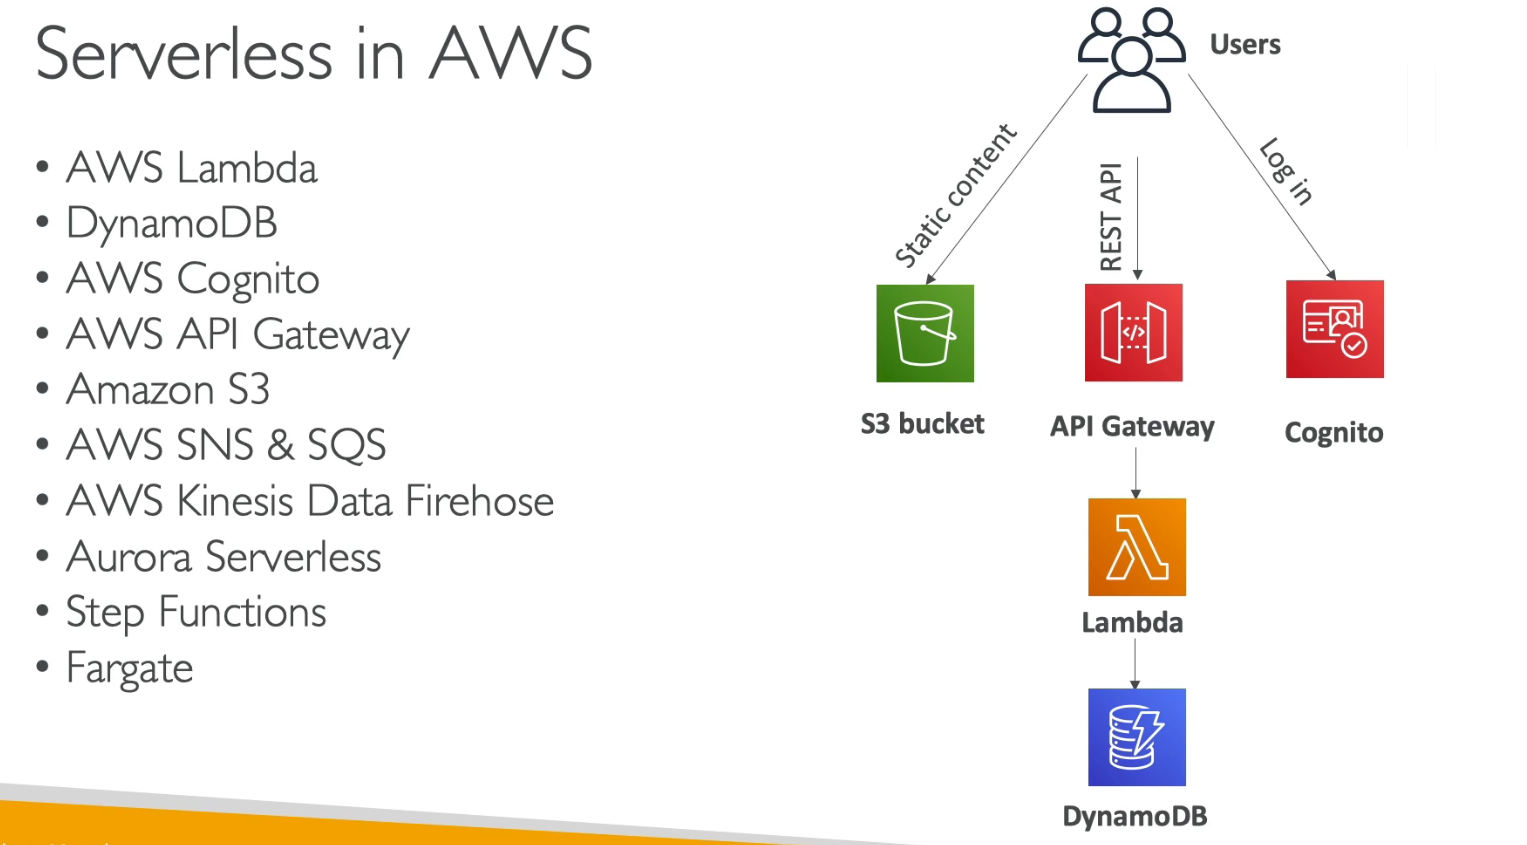 Serverless in AWS
• AWS Lambda
• DynamoDB
• AWS Cognito
• AWS API Gateway
• Amazon S3
• AWS SNS & SQS
• AWS Kinesis Data Firehose
• Aurora Serverless
• Step Functions
• Fargate
Users
Static content
REST API
Log in
S3 bucket
</>
API Gateway
Cognito
Lambda
DynamoDB